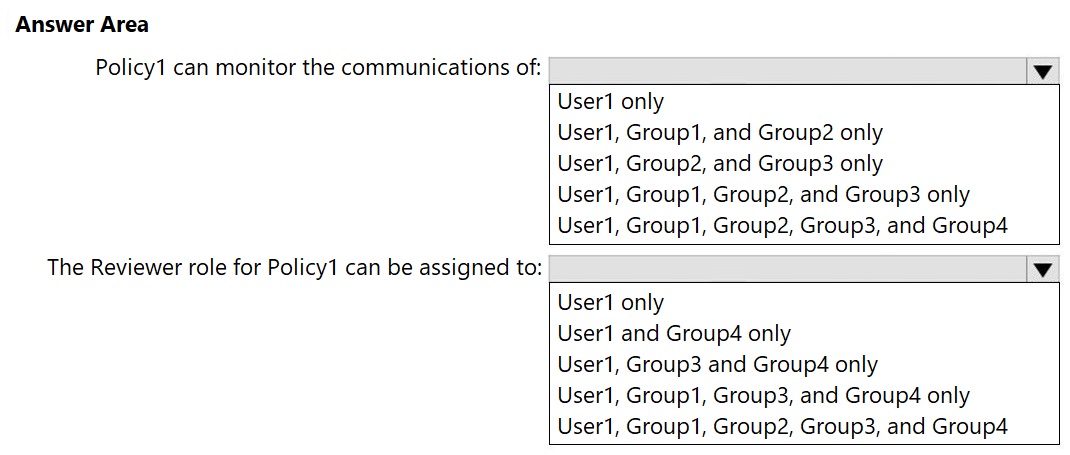 Answer Area
Policy1 can monitor the communications of:
User1 only
User1, Group1, and Group2 only
User1, Group2, and Group3 only
User1, Group1, Group2, and Group3 only
User1, Group1, Group2, Group3, and Group4
The Reviewer role for Policy1 can be assigned to:
User1 only
User1 and Group4 only
User1, Group3 and Group4 only
User1, Group1, Group3, and Group4 only
User1, Group1, Group2, Group3, and Group4